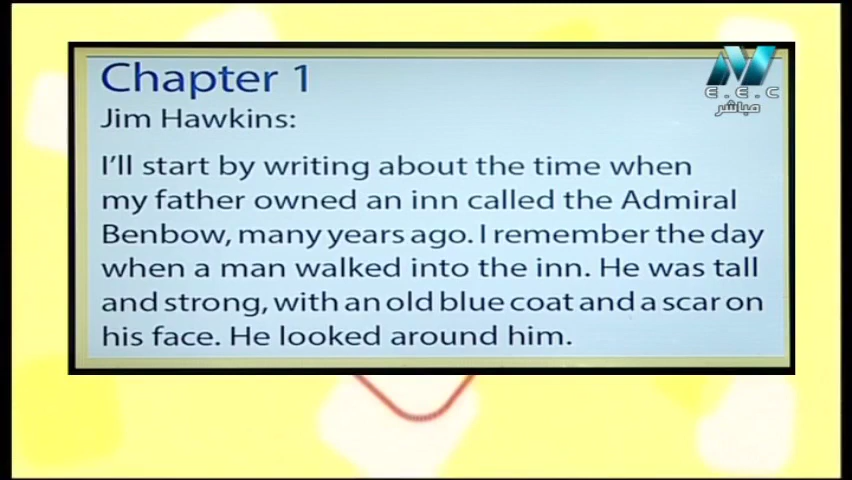 Chapter 1
Jim Hawkins:
I'll start by writing about the time when
my father owned an inn called the Admiral
Benbow, many years ago. I remember the day
when a man walked into the inn. He was tall
and strong, with an old blue coat and a scar on
his face. He looked around him.
E.E.C
مباشر